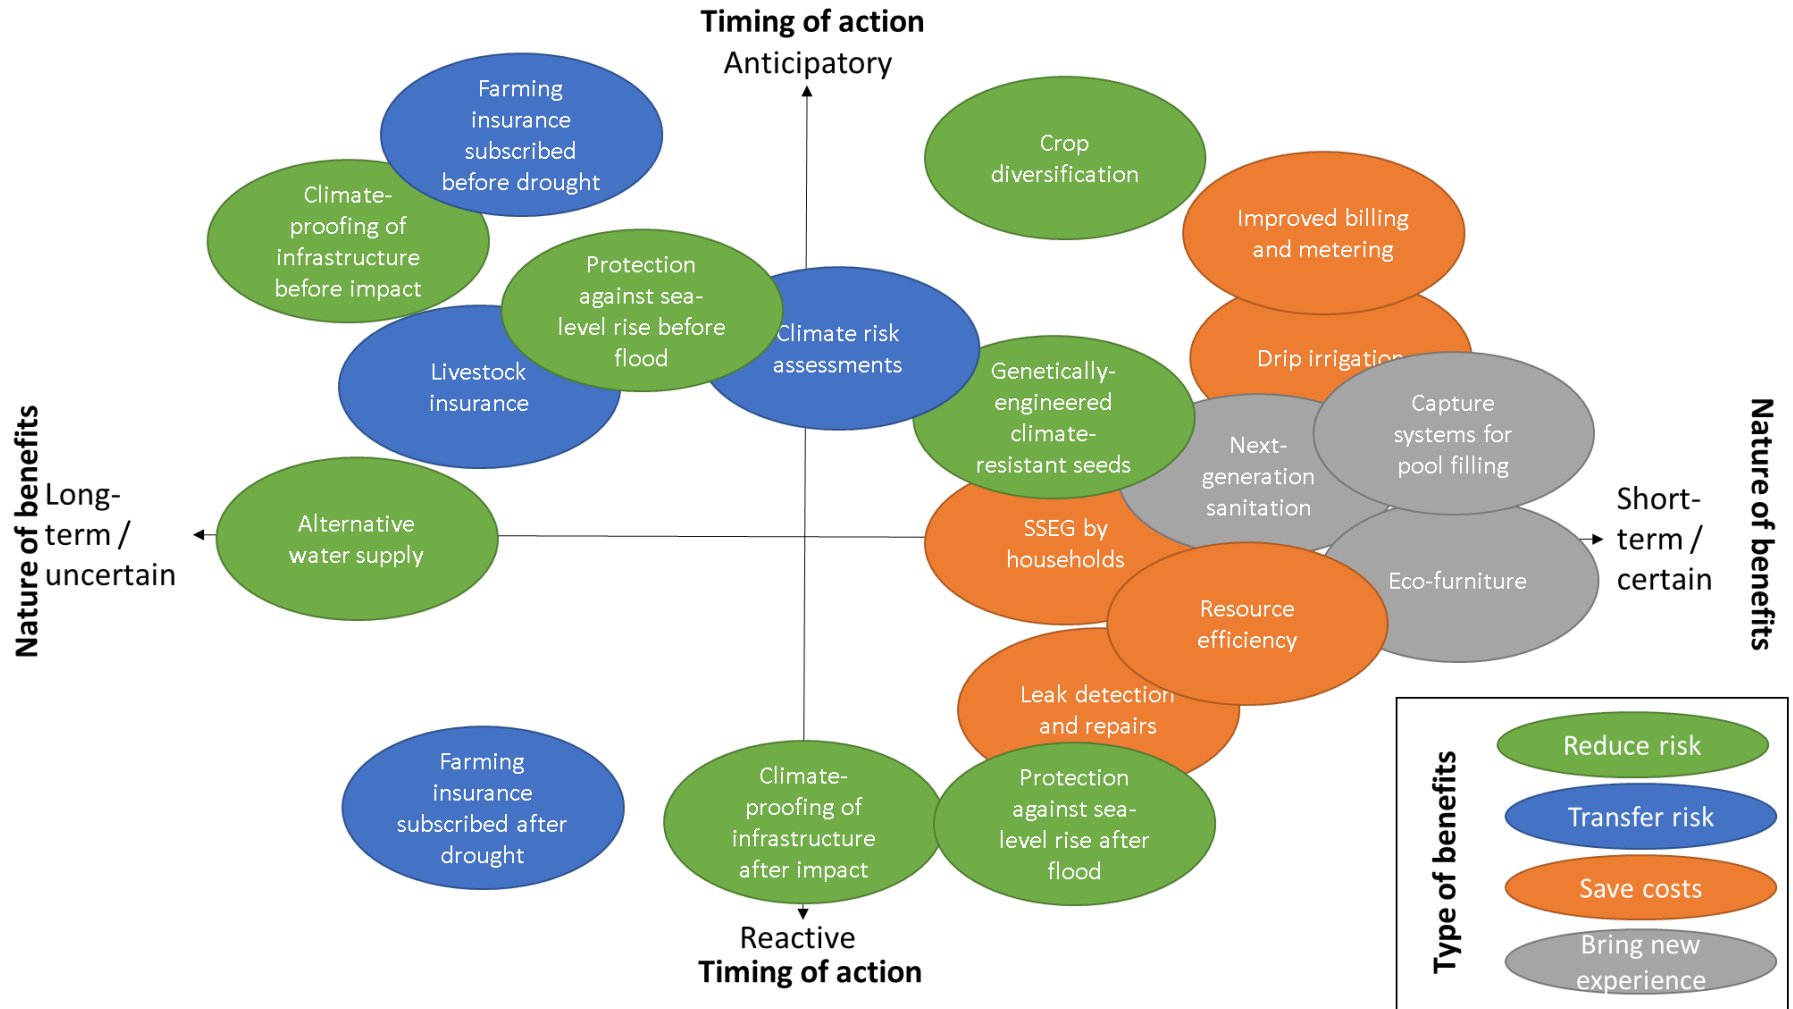 Timing of action
Anticipatory
Farming
insurance
subscribed
before drought
Climate-
proofing of
infrastructure
before impact
Protection
against sea-
level rise before
flood
Climate risk
assessments
Livestock
insurance
Crop
diversification
Improved billing
and metering
Drip irrigation
Genetically-
engineered
climate-
resistant seeds
Next-
generation
sanitation
Capture
systems for
pool filling
Nature of benefits
Long-
term /
uncertain
Alternative
water supply
SSEG by
households
Eco-furniture
Short-
term /
certain
Nature of benefits
Resource
efficiency
Leak detection
and repairs
Farming
insurance
subscribed after
drought
Climate-
proofing of
infrastructure
after impact
Protection
against sea-
level rise after
flood
Reactive
Timing of action
Type of benefits
Reduce risk
Transfer risk
Save costs
Bring new
experience